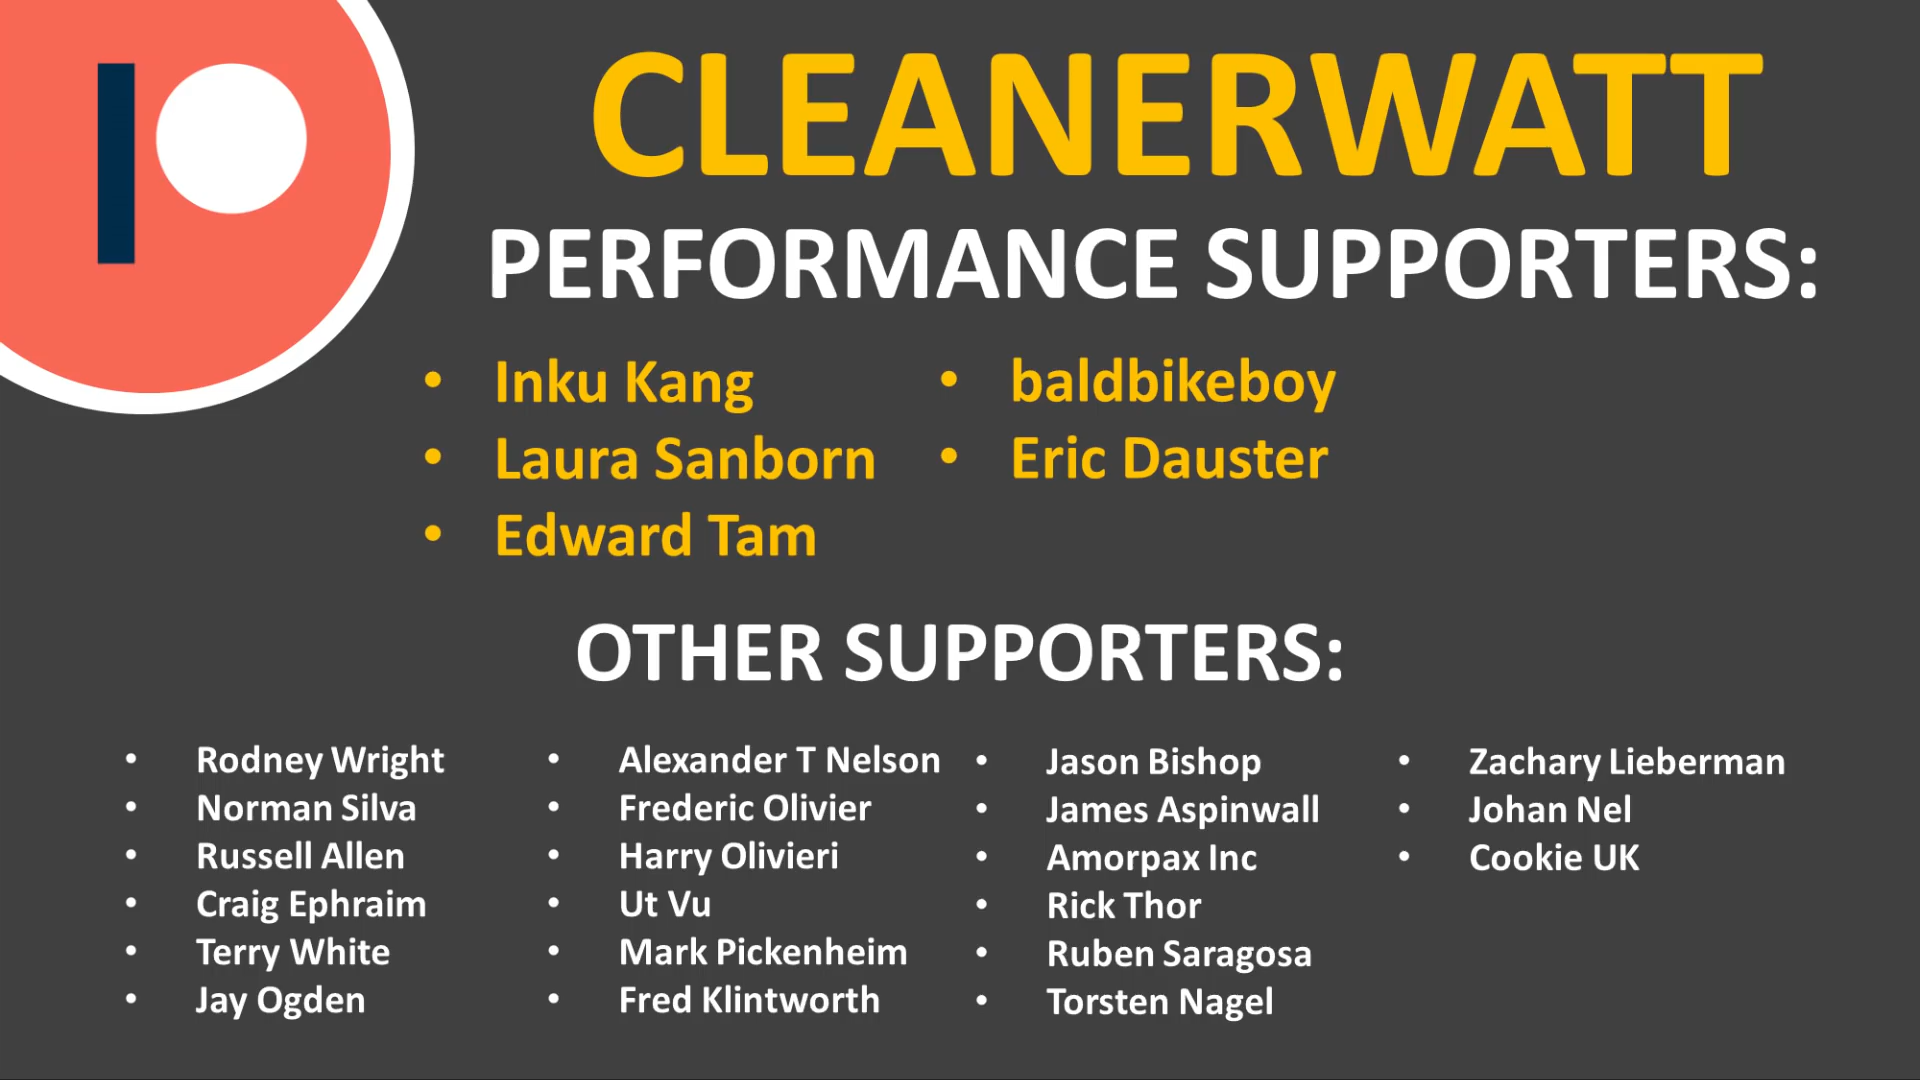 CLEANERWATT
PERFORMANCE SUPPORTERS:
• Inku Kang
• Laura Sanborn
• Edward Tam
• baldbikeboy
• Eric Dauster
OTHER SUPPORTERS:
• Rodney Wright
• Norman Silva
• Russell Allen
• Craig Ephraim
• Terry White
• Jay Ogden
• Alexander T Nelson
• Frederic Olivier
• Harry Olivieri
• Ut Vu
• Mark Pickenheim
• Fred Klintworth
• Jason Bishop
• James Aspinwall
• Amorpax Inc
• Rick Thor
• Ruben Saragosa
• Torsten Nagel
• Zachary Lieberman
• Johan Nel
• Cookie UK